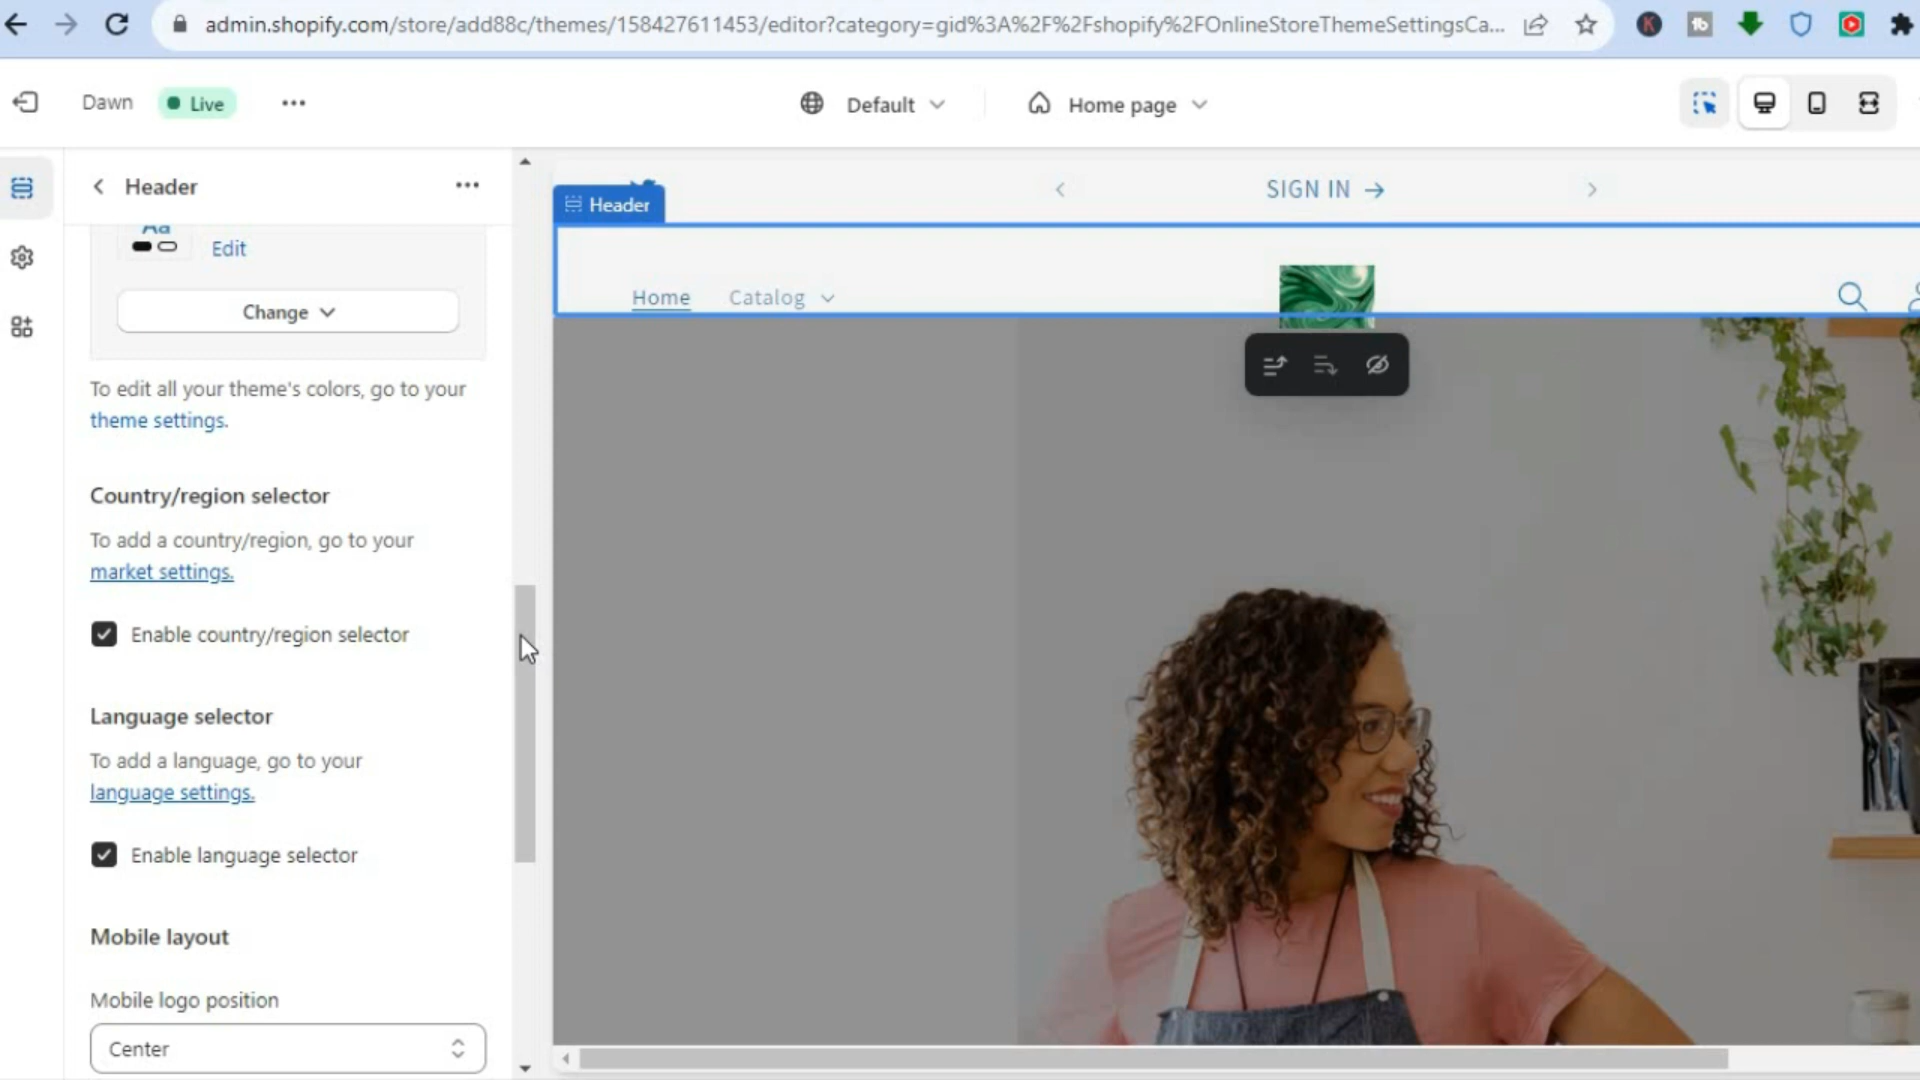 admin.shopify.com/store/add88c/themes/158427611453/editor?category=gid%3A%2F%2Fshopify%2FOnlineStoreThemeSettingsCa...
Dawn
Live
Default
Home page
Header
Aa
Edit
Change
To edit all your theme's colors, go to your
theme settings.
Country/region selector
To add a country/region, go to your
market settings.
Enable country/region selector
Language selector
To add a language, go to your
language settings.
Enable language selector
Mobile layout
Mobile logo position
Center
SIGN IN
Header
Home
Catalog